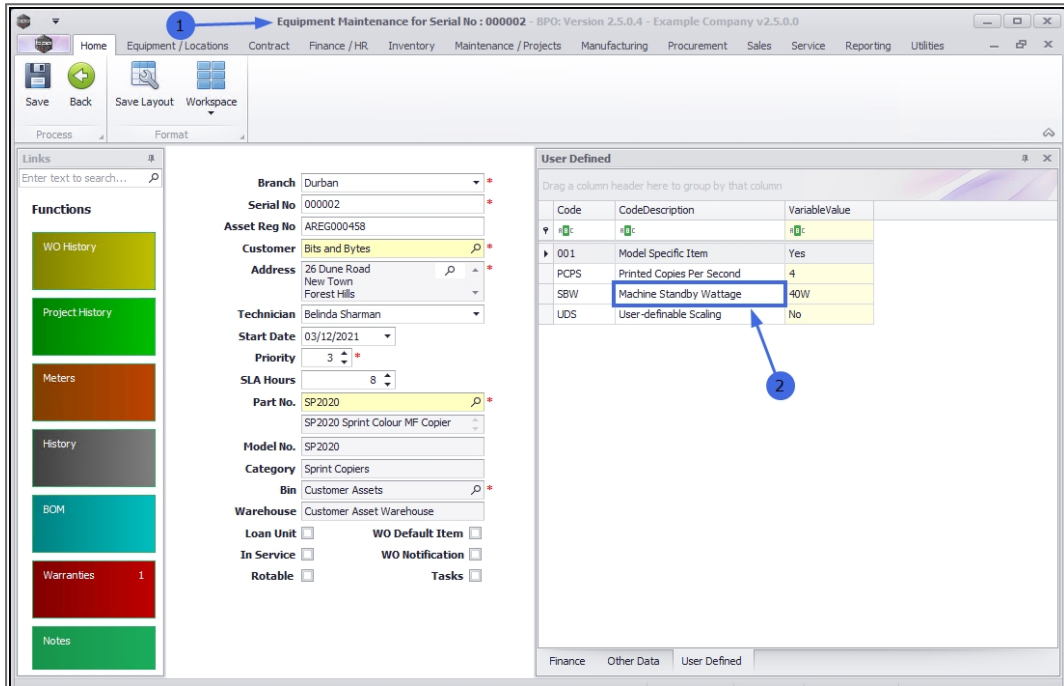 1
Equipment Maintenance for Serial No : 000002 - BPO: Version 2.5.0.4 - Example Company v2.5.0.0
Home Equipment / Locations Contract Finance / HR Inventory Maintenance / Projects Manufacturing Procurement Sales Service Reporting Utilities
Save Back Save Layout Workspace
Process Format
Links
Enter text to search...
Functions
WO History
Project History
Meters
History
BOM
Warranties 1
Notes
Branch Durban *
Serial No 000002 *
Asset Reg No AREG000458
Customer Bits and Bytes *
Address 26 Dune Road *
New Town
Forest Hills
Technician Belinda Sharman
Start Date 03/12/2021
Priority 3 *
SLA Hours 8
Part No. SP2020 *
SP2020 Sprint Colour MF Copier
Model No. SP2020
Category Sprint Copiers
Bin Customer Assets *
Warehouse Customer Asset Warehouse
Loan Unit WO Default Item
In Service WO Notification
Rotable Tasks
User Defined
Drag a column header here to group by that column
Code CodeDescription VariableValue
001 Model Specific Item Yes
PCPS Printed Copies Per Second 4
SBW Machine Standby Wattage 40W
UDS User-definable Scaling No
2
Finance Other Data User Defined